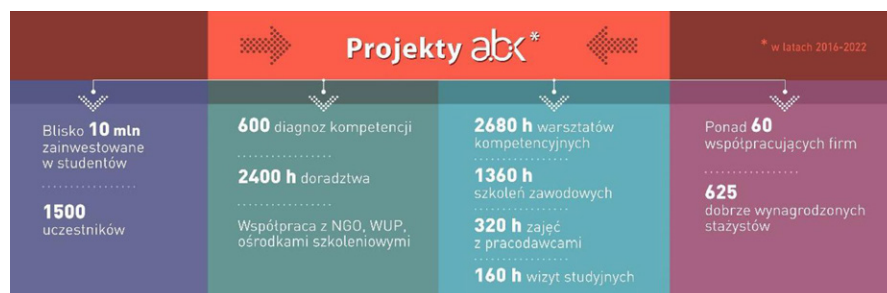 Projekty abk*
* w latach 2016-2022
Blisko 10 mln
zainwestowane
w studentów
1500
uczestników
600 diagnoz kompetencji
2400 h doradztwa
Współpraca z NGO, WUP,
ośrodkami szkoleniowymi
2680 h warsztatów
kompetencyjnych
1360 h
szkoleń zawodowych
320 h zajęć
z pracodawcami
160 h wizyt studyjnych
Ponad 60
współpracujących firm
625
dobrze wynagrodzonych
stażystów